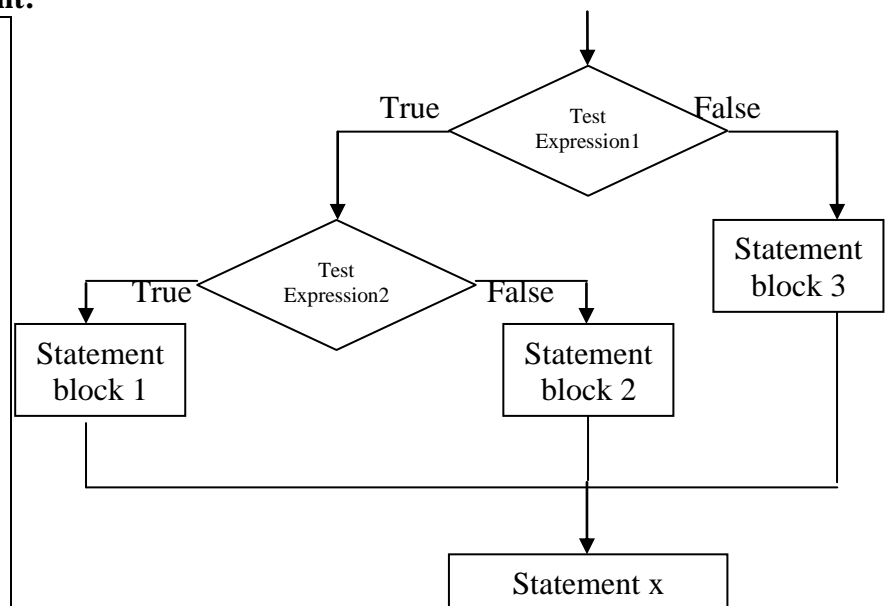 nt:
True
Test
Expression1
False
Test
Expression2
True
False
Statement
block 3
Statement
block 1
Statement
block 2
Statement x